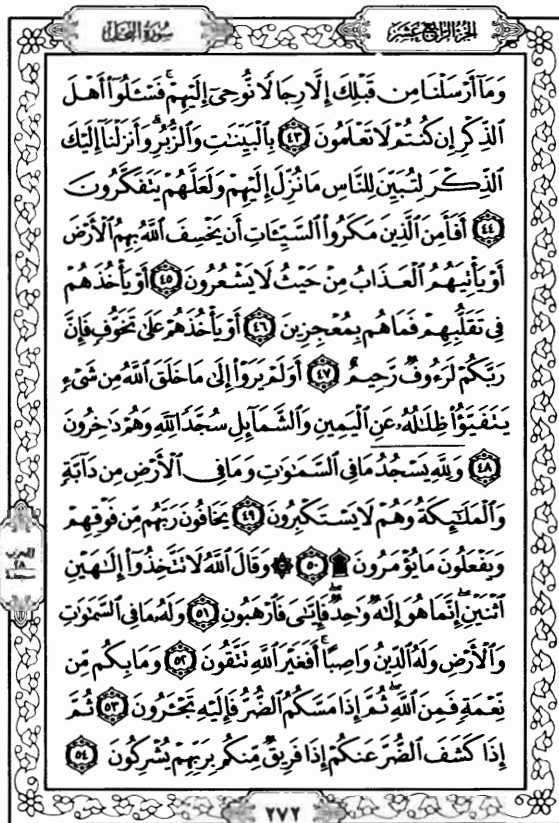 الجزء الرابع عشر
سورة النحل
وَمَآ أَرْسَلْنَا مِن قَبْلِكَ إِلَّا رِجَالًا نُّوحِىٓ إِلَيْهِمْ ۚ فَسْـَٔلُوٓا۟ أَهْلَ
ٱلذِّكْرِ إِن كُنتُمْ لَا تَعْلَمُونَ ٤٣ بِٱلْبَيِّنَـٰتِ وَٱلزُّبُرِ ۗ وَأَنزَلْنَآ إِلَيْكَ
ٱلذِّكْرَ لِتُبَيِّنَ لِلنَّاسِ مَا نُزِّلَ إِلَيْهِمْ وَلَعَلَّهُمْ يَتَفَكَّرُونَ
٤٤ أَفَأَمِنَ ٱلَّذِينَ مَكَرُوا۟ ٱلسَّيِّـَٔاتِ أَن يَخْسِفَ ٱللَّهُ بِهِمُ ٱلْأَرْضَ
أَوْ يَأْتِيَهُمُ ٱلْعَذَابُ مِنْ حَيْثُ لَا يَشْعُرُونَ ٤٥ أَوْ يَأْخُذَهُمْ
فِى تَقَلُّبِهِمْ فَمَا هُم بِمُعْجِزِينَ ٤٦ أَوْ يَأْخُذَهُمْ عَلَىٰ تَخَوُّفٍ فَإِنَّ
رَبَّكُمْ لَرَءُوفٌ رَّحِيمٌ ٤٧ أَوَلَمْ يَرَوْا۟ إِلَىٰ مَا خَلَقَ ٱللَّهُ مِن شَىْءٍ
يَتَفَيَّؤُا۟ ظِلَـٰلُهُۥ عَنِ ٱلْيَمِينِ وَٱلشَّمَآئِلِ سُجَّدًا لِّلَّهِ وَهُمْ دَٰخِرُونَ
٤٨ وَلِلَّهِ يَسْجُدُ مَا فِى ٱلسَّمَـٰوَٰتِ وَمَا فِى ٱلْأَرْضِ مِن دَآبَّةٍ
وَٱلْمَلَـٰٓئِكَةُ وَهُمْ لَا يَسْتَكْبِرُونَ ٤٩ يَخَافُونَ رَبَّهُم مِّن فَوْقِهِمْ
وَيَفْعَلُونَ مَا يُؤْمَرُونَ ۩ ٥٠ ۞ وَقَالَ ٱللَّهُ لَا تَتَّخِذُوٓا۟ إِلَـٰهَيْنِ
ٱثْنَيْنِ ۖ إِنَّمَا هُوَ إِلَـٰهٌ وَٰحِدٌ ۖ فَإِيَّـٰىَ فَٱرْهَبُونِ ٥١ وَلَهُۥ مَا فِى ٱلسَّمَـٰوَٰتِ
وَٱلْأَرْضِ وَلَهُ ٱلدِّينُ وَاصِبًا ۚ أَفَغَيْرَ ٱللَّهِ تَتَّقُونَ ٥٢ وَمَا بِكُم مِّن
نِّعْمَةٍ فَمِنَ ٱللَّهِ ۖ ثُمَّ إِذَا مَسَّكُمُ ٱلضُّرُّ فَإِلَيْهِ تَجْـَٔرُونَ ٥٣ ثُمَّ
إِذَا كَشَفَ ٱلضُّرَّ عَنكُمْ إِذَا فَرِيقٌ مِّنكُم بِرَبِّهِمْ يُشْرِكُونَ ٥٤
الحزب
٢٨
سجدة
٢٧٢